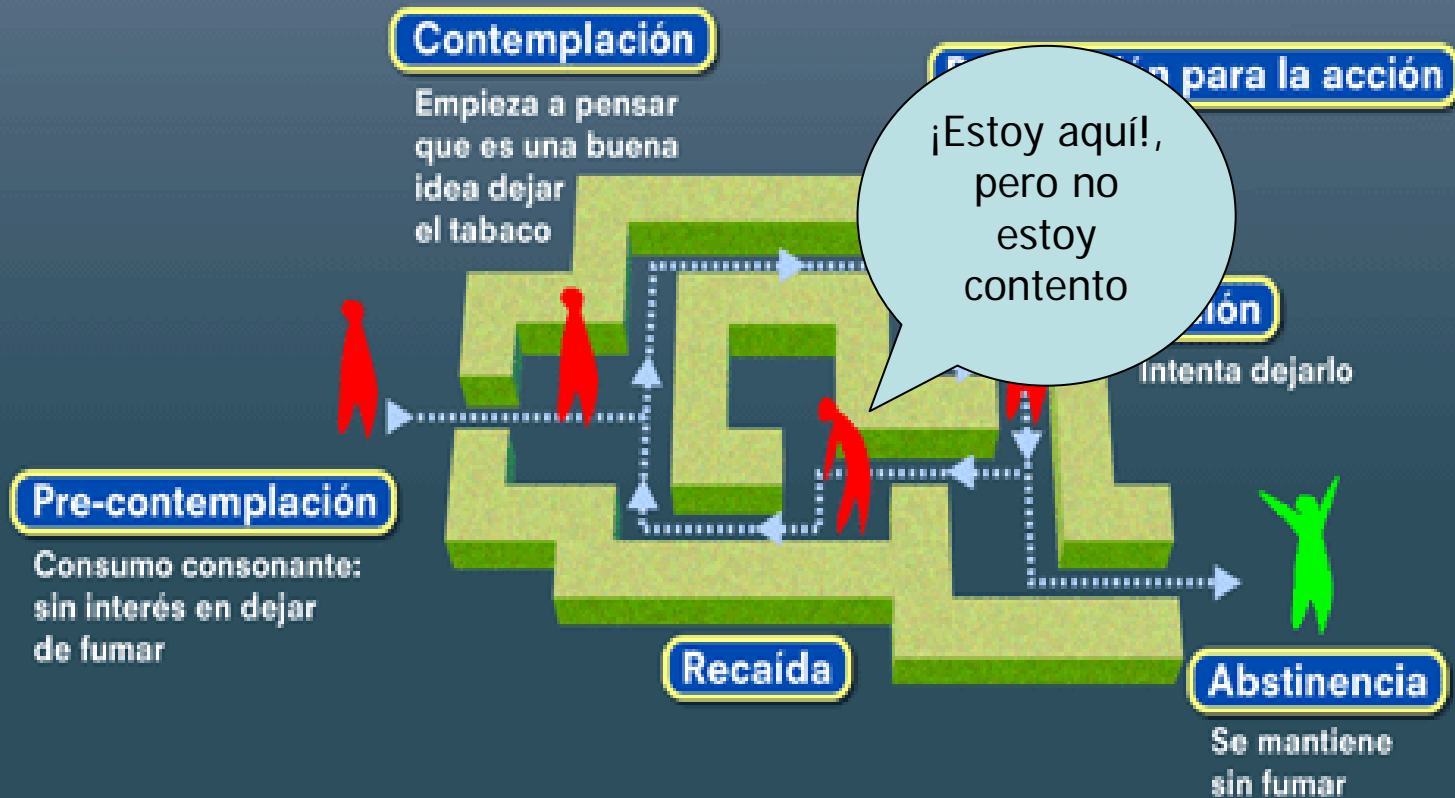 Contemplación
Empieza a pensar
que es una buena
idea dejar
el tabaco
para la acción
¡Estoy aquí!,
pero no
estoy
contento
Intenta dejarlo
Pre-contemplación
Consumo consonante:
sin interés en dejar
de fumar
Recaída
Abstinencia
Se mantiene
sin fumar